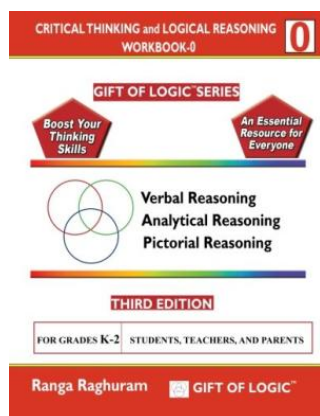 CRITICAL THINKING and LOGICAL REASONING
WORKBOOK-0
0
GIFT OF LOGIC™ SERIES
Boost Your
Thinking
Skills
An Essential
Resource for
Everyone
Verbal Reasoning
Analytical Reasoning
Pictorial Reasoning
THIRD EDITION
FOR GRADES K-2 STUDENTS, TEACHERS, AND PARENTS
Ranga Raghuram GIFT OF LOGIC™